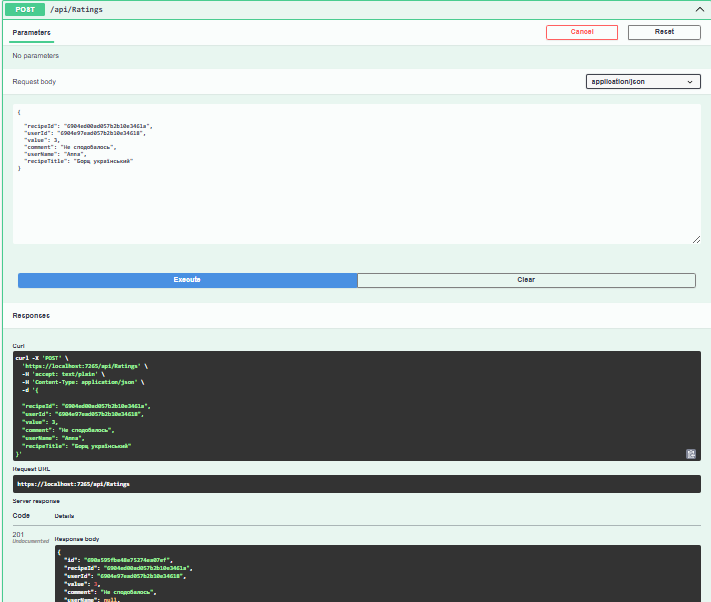 POST /api/Ratings
Parameters
Cancel
Reset
No parameters
Request body
application/json
{
"recipeId": "6904ed00ad057b2b10e3461a",
"userId": "6904e97ead057b2b10e34618",
"value": 3,
"comment": "Не сподобалось",
"userName": "Anna",
"recipeTitle": "Борщ український"
}
Execute
Clear
Responses
Curl
curl -X 'POST' \
'https://localhost:7265/api/Ratings' \
-H 'accept: text/plain' \
-H 'Content-Type: application/json' \
-d '{
"recipeId": "6904ed00ad057b2b10e3461a",
"userId": "6904e97ead057b2b10e34618",
"value": 3,
"comment": "Не сподобалось",
"userName": "Anna",
"recipeTitle": "Борщ український"
}'
Request URL
https://localhost:7265/api/Ratings
Server response
Code
Details
201
Undocumented
Response body
{
"id": "690a595fbe48e75274ea07ef",
"recipeId": "6904ed00ad057b2b10e3461a",
"userId": "6904e97ead057b2b10e34618",
"value": 3,
"comment": "Не сподобалось",
"userName": null,